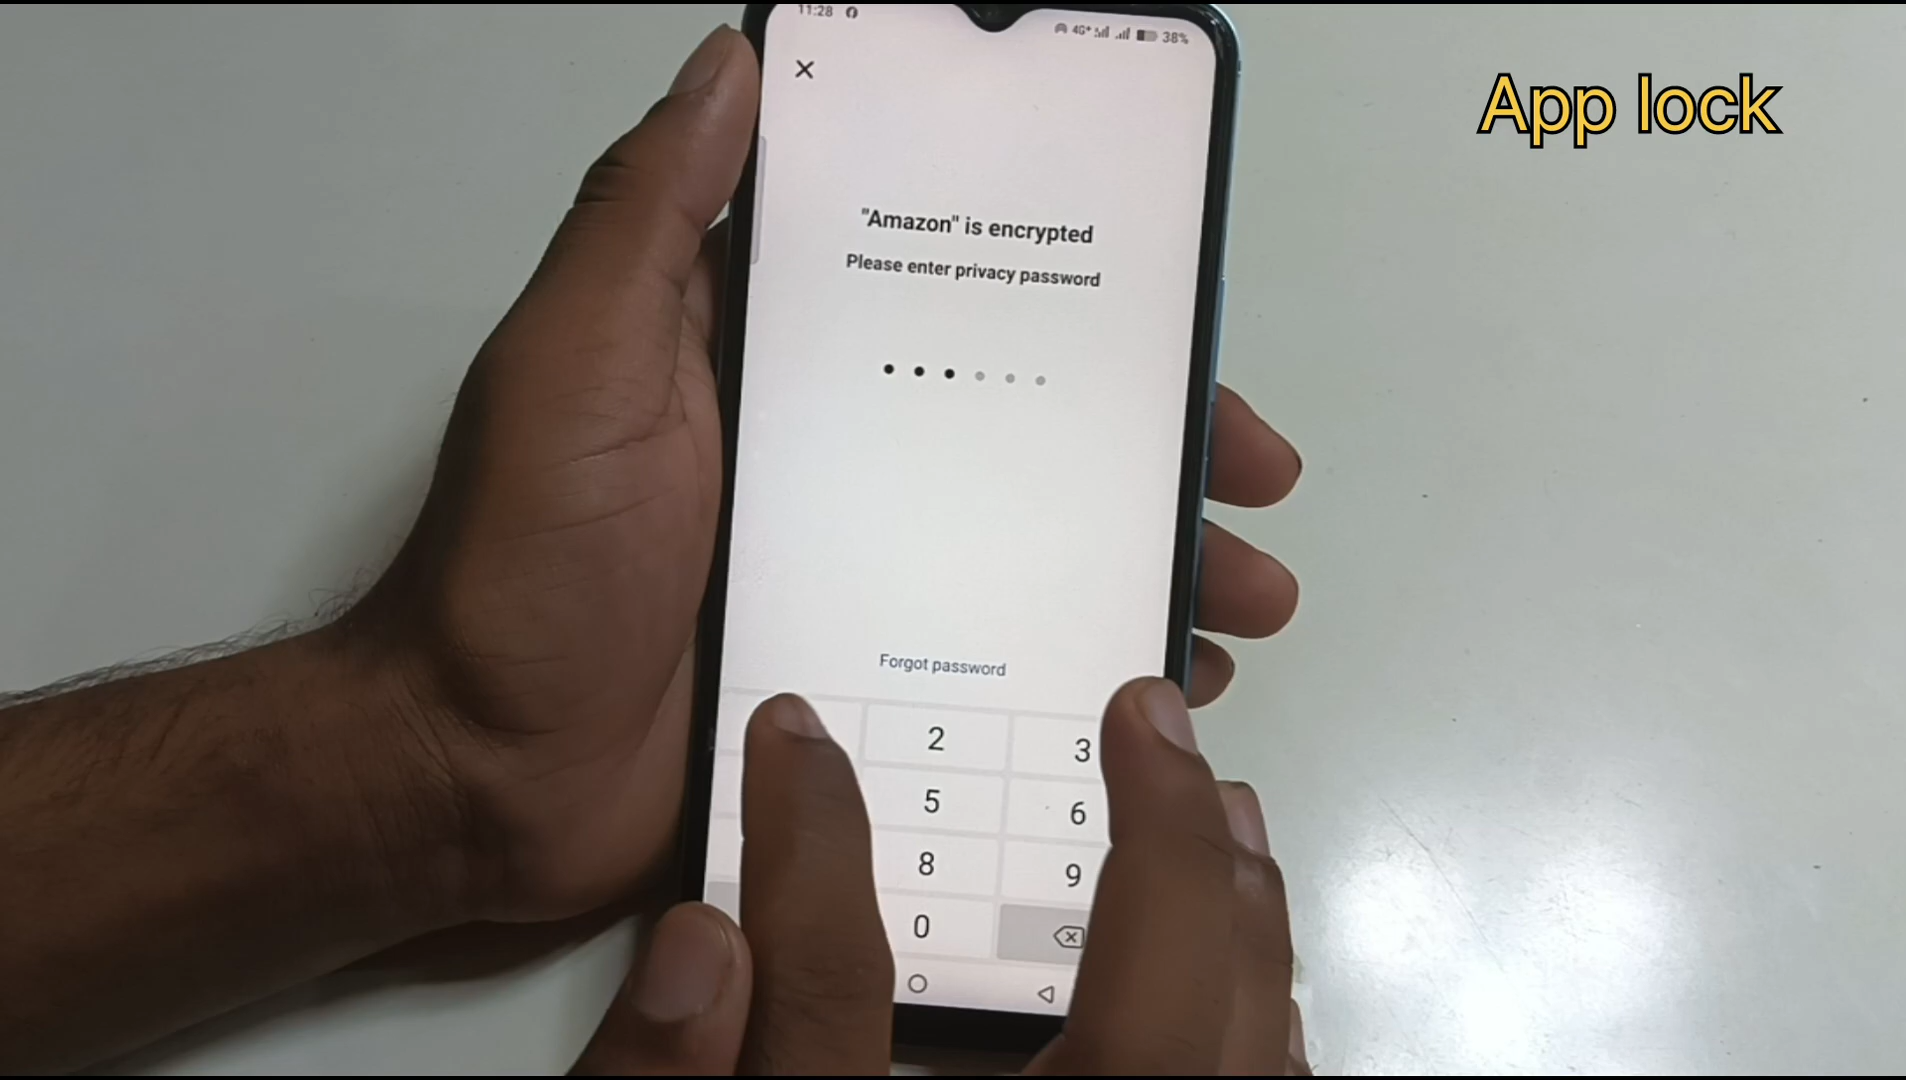 11:28
4G+ 38%
App lock
"Amazon" is encrypted
Please enter privacy password
Forgot password
2 3
5 6
8 9
0